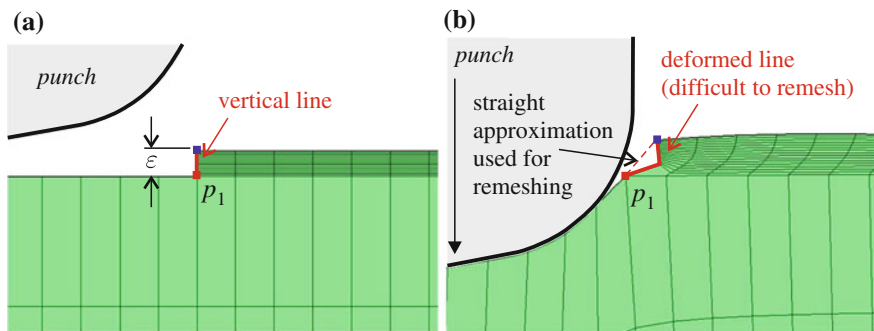 (a)
punch
vertical line
ε
p1
(b)
punch
straight
approximation
used for
remeshing
deformed line
(difficult to remesh)
p1